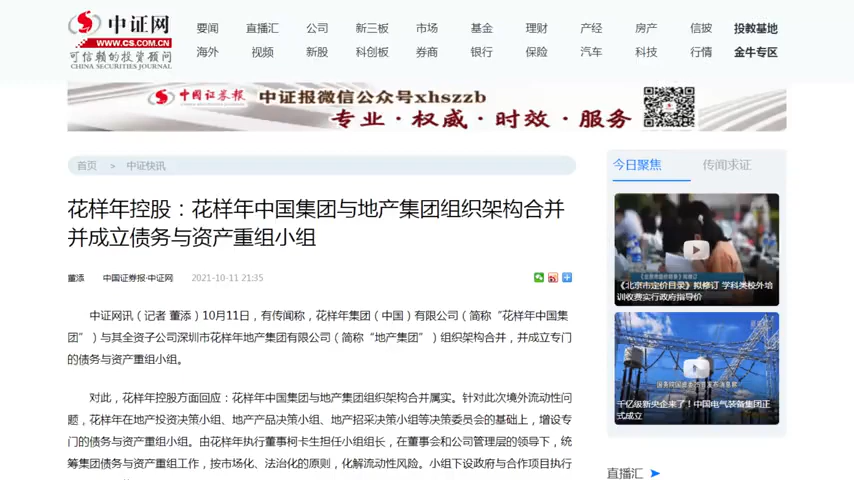 中证网
WWW.CS.COM.CN
可信赖的投资顾问
CHINA SECURITIES JOURNAL
要闻 直播汇 公司 新三板 市场 基金 理财 产经 房产 信披 投教基地
海外 视频 新股 科创板 券商 银行 保险 汽车 科技 行情 金牛专区
中国证券报 中证报微信公众号xhszzb
专业·权威·时效·服务
首页 > 中证快讯
花样年控股：花样年中国集团与地产集团组织架构合并
并成立债务与资产重组小组
董添 中国证券报·中证网 2021-10-11 21:35
中证网讯（记者 董添）10月11日，有传闻称，花样年集团（中国）有限公司（简称“花样年中国集
团”）与其全资子公司深圳市花样年地产集团有限公司（简称“地产集团”）组织架构合并，并成立专门
的债务与资产重组小组。
对此，花样年控股方面回应：花样年中国集团与地产集团组织架构合并属实。针对此次境外流动性问
题，花样年在地产投资决策小组、地产产品决策小组、地产招采决策小组等决策委员会的基础上，增设专
门的债务与资产重组小组。由花样年执行董事柯卡生担任小组组长，在董事会和公司管理层的领导下，统
筹集团债务与资产重组工作，按市场化、法治化的原则，化解流动性风险。小组下设政府与合作项目执行
今日聚焦 传闻求证
《北京市定价目录》拟修订
《北京市定价目录》拟修订 学科类校外培
训收费实行政府指导价
国务院国资委网站发布消息称
千亿级新央企来了！中国电气装备集团正
式成立
直播汇